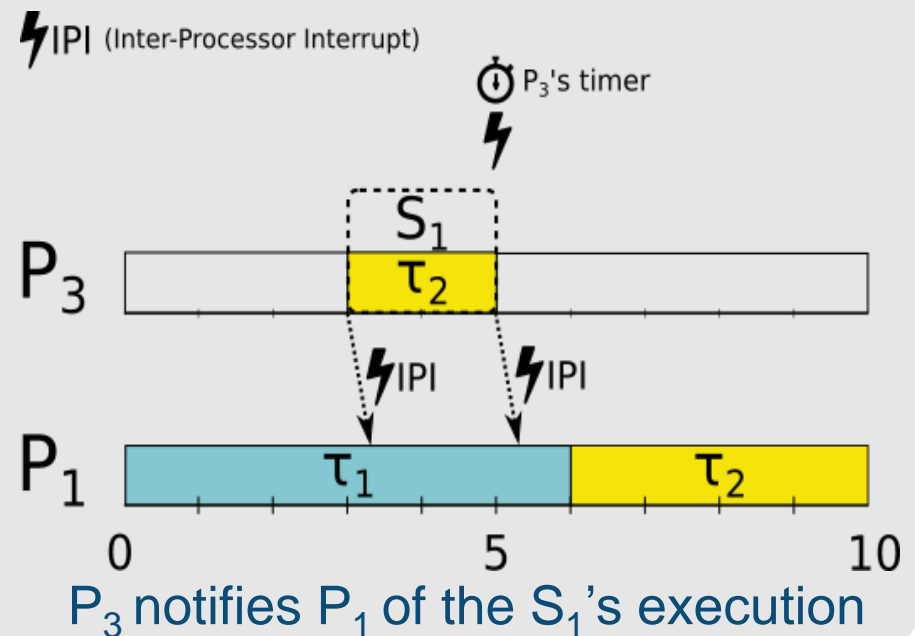 IPI (Inter-Processor Interrupt)
P₃'s timer
S₁
P₃
τ₂
IPI IPI
P₁
τ₁ τ₂
0 5 10
P₃ notifies P₁ of the S₁'s execution